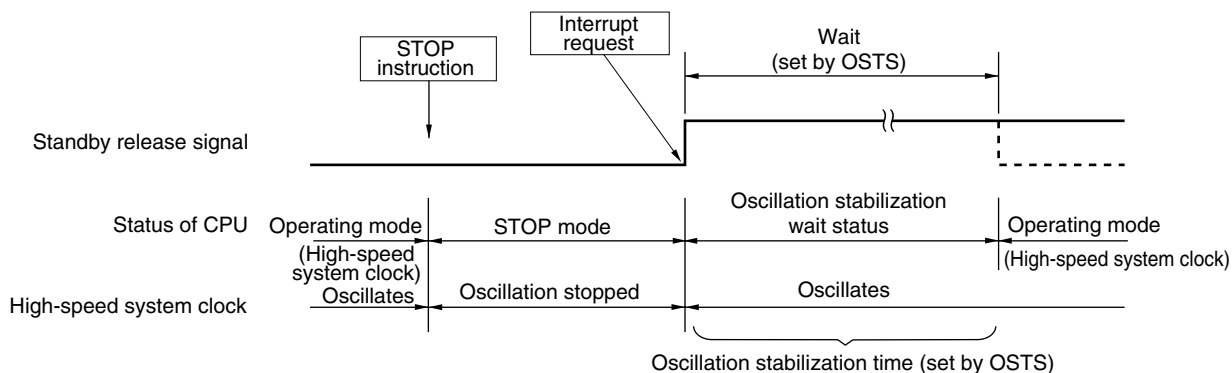 Interrupt
request
Wait
(set by OSTS)
STOP
instruction
Standby release signal
Status of CPU
Operating mode
(High-speed
system clock)
STOP mode
Oscillation stabilization
wait status
Operating mode
(High-speed system clock)
High-speed system clock
Oscillates
Oscillation stopped
Oscillates
Oscillation stabilization time (set by OSTS)